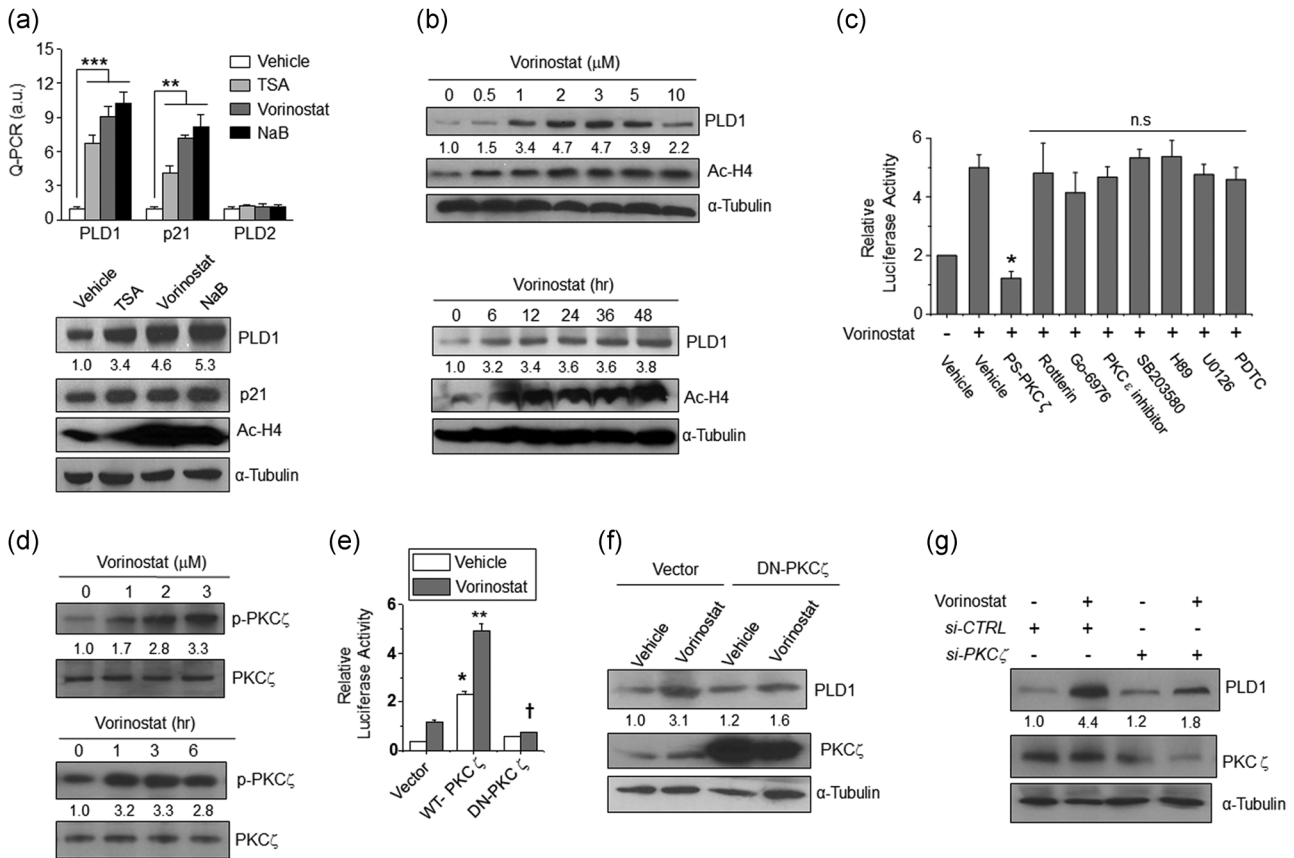 (a)
Q-PCR (a.u.)
15
12
9
6
3
0
***
**
Vehicle
TSA
Vorinostat
NaB
PLD1 p21 PLD2
Vehicle TSA Vorinostat NaB
PLD1
1.0 3.4 4.6 5.3
p21
Ac-H4
α-Tubulin
(b)
Vorinostat (μM)
0 0.5 1 2 3 5 10
PLD1
1.0 1.5 3.4 4.7 4.7 3.9 2.2
Ac-H4
α-Tubulin
Vorinostat (hr)
0 6 12 24 36 48
PLD1
1.0 3.2 3.4 3.6 3.6 3.8
Ac-H4
α-Tubulin
(c)
Relative
Luciferase Activity
6
4
2
0
n.s
*
Vorinostat - + + + + + + + + +
Vehicle Vehicle PS-PKCζ Rottlerin Go-6976 PKCε inhibitor SB203580 H89 U0126 PDTC
(d)
Vorinostat (μM)
0 1 2 3
p-PKCζ
1.0 1.7 2.8 3.3
PKCζ
Vorinostat (hr)
0 1 3 6
p-PKCζ
1.0 3.2 3.3 2.8
PKCζ
(e)
Vehicle
Vorinostat
Relative
Luciferase Activity
6
4
2
0
*
**
†
Vector WT- PKCζ DN-PKCζ
(f)
Vector DN-PKCζ
Vehicle Vorinostat Vehicle Vorinostat
PLD1
1.0 3.1 1.2 1.6
PKCζ
α-Tubulin
(g)
Vorinostat - + - +
si-CTRL + + - -
si-PKCζ - - + +
PLD1
1.0 4.4 1.2 1.8
PKC ζ
α-Tubulin